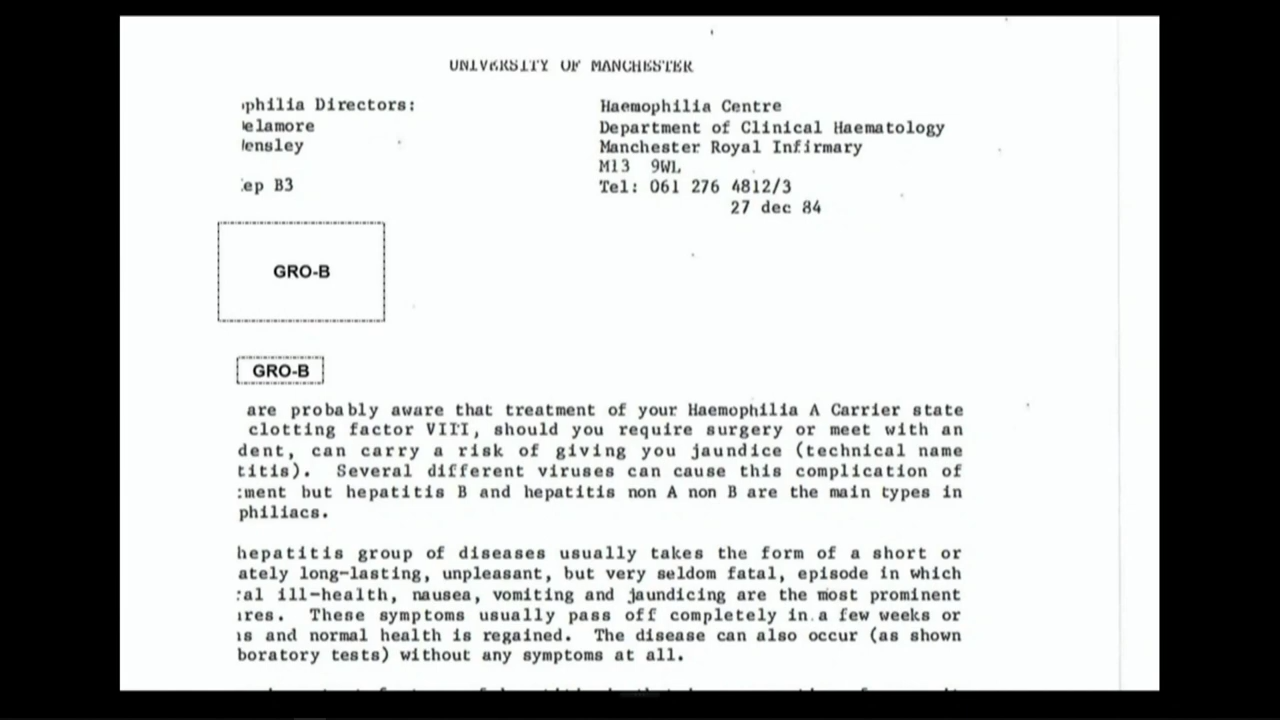 UNIVERSITY OF MANCHESTER
philia Directors:
elamore
ensley
ep B3
Haemophilia Centre
Department of Clinical Haematology
Manchester Royal Infirmary
M13 9WL
Tel: 061 276 4812/3
27 dec 84
GRO-B
GRO-B
are probably aware that treatment of your Haemophilia A Carrier state
clotting factor VIII, should you require surgery or meet with an
dent, can carry a risk of giving you jaundice (technical name
titis). Several different viruses can cause this complication of
ment but hepatitis B and hepatitis non A non B are the main types in
philiacs.
hepatitis group of diseases usually takes the form of a short or
ately long-lasting, unpleasant, but very seldom fatal, episode in which
al ill-health, nausea, vomiting and jaundicing are the most prominent
res. These symptoms usually pass off completely in a few weeks or
s and normal health is regained. The disease can also occur (as shown
boratory tests) without any symptoms at all.